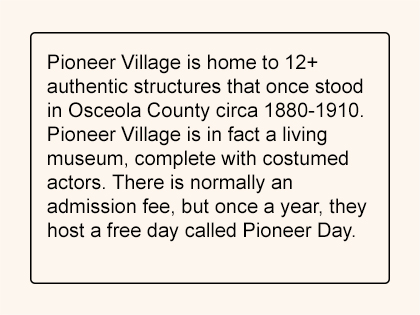 Pioneer Village is home to 12+
authentic structures that once stood
in Osceola County circa 1880-1910.
Pioneer Village is in fact a living
museum, complete with costumed
actors. There is normally an
admission fee, but once a year, they
host a free day called Pioneer Day.